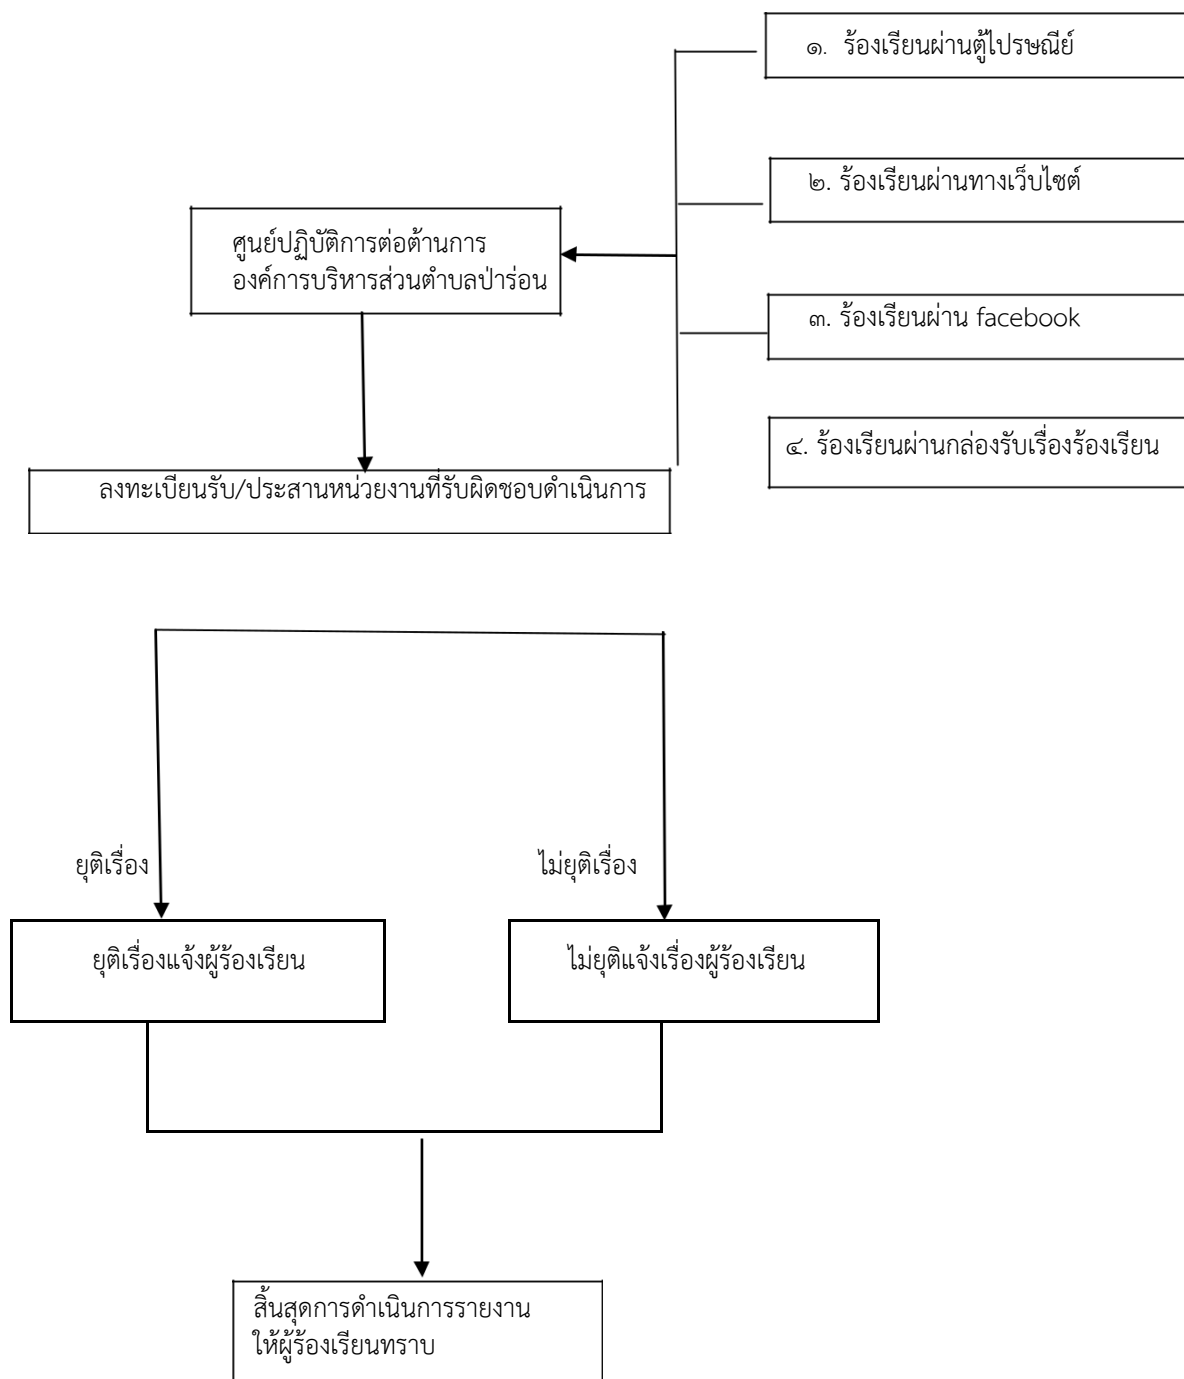 ๑. ร้องเรียนผ่านตู้ไปรษณีย์
๒. ร้องเรียนผ่านทางเว็บไซต์
ศูนย์ปฏิบัติการต่อต้านการ
องค์การบริหารส่วนตำบลป่าร่อน
๓. ร้องเรียนผ่าน facebook
๔. ร้องเรียนผ่านกล่องรับเรื่องร้องเรียน
ลงทะเบียนรับ/ประสานหน่วยงานที่รับผิดชอบดำเนินการ
ยุติเรื่อง
ไม่ยุติเรื่อง
ยุติเรื่องแจ้งผู้ร้องเรียน
ไม่ยุติแจ้งเรื่องผู้ร้องเรียน
สิ้นสุดการดำเนินการรายงาน
ให้ผู้ร้องเรียนทราบ